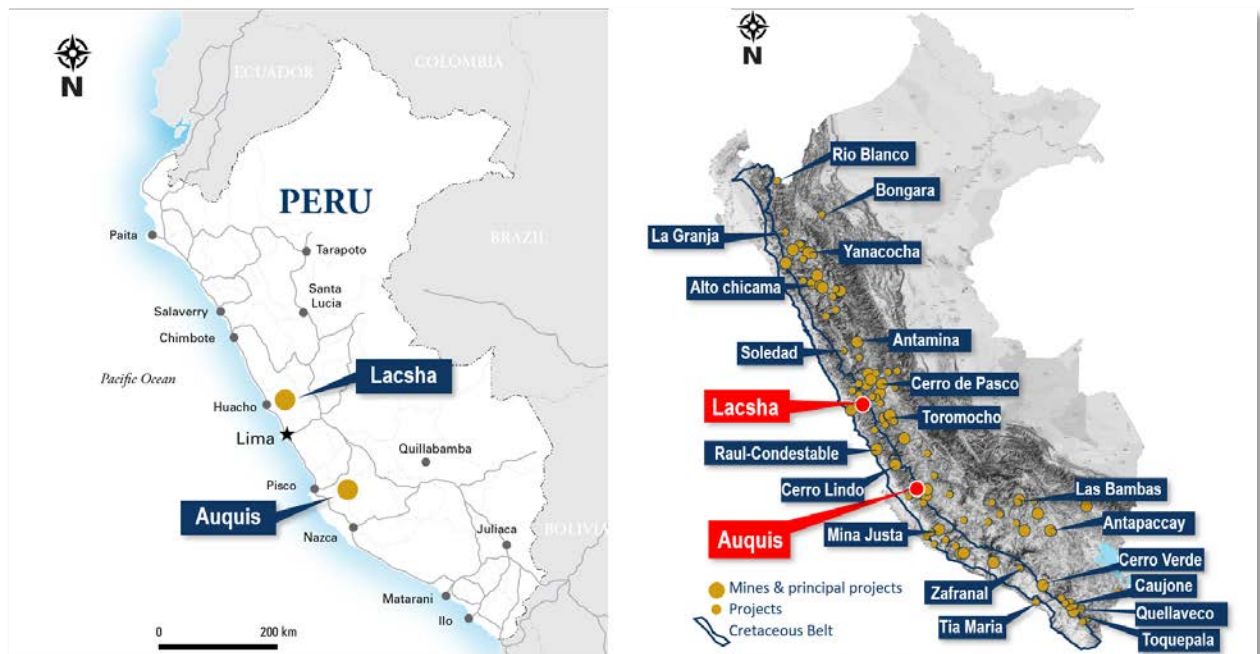 N
ECUADOR
COLOMBIA
PERU
BRAZIL
Paita
Tarapoto
Santa
Lucia
Salaverry
Chimbote
Pacific Ocean
Lacsha
Huacho
Lima
Quillabamba
Pisco
Auquis
Nazca
Juliaca
BOLIVIA
Matarani
Ilo
0
200 km
N
Rio Blanco
Bongara
La Granja
Yanacocha
Alto chicama
Antamina
Soledad
Cerro de Pasco
Lacsha
Toromocho
Raul-Condestable
Cerro Lindo
Las Bambas
Auquis
Mina Justa
Antapaccay
Cerro Verde
Zafranal
Caujone
Quellaveco
Tia Maria
Toquepala
Mines & principal projects
Projects
Cretaceous Belt